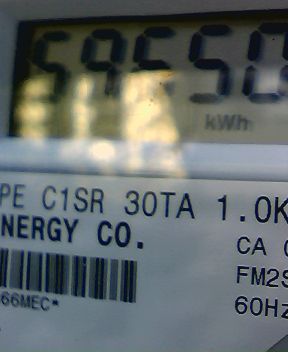 59550
kWh
PE C1SR 30TA 1.0K
NERGY CO.
CA
FM2S
66MEC*
60Hz